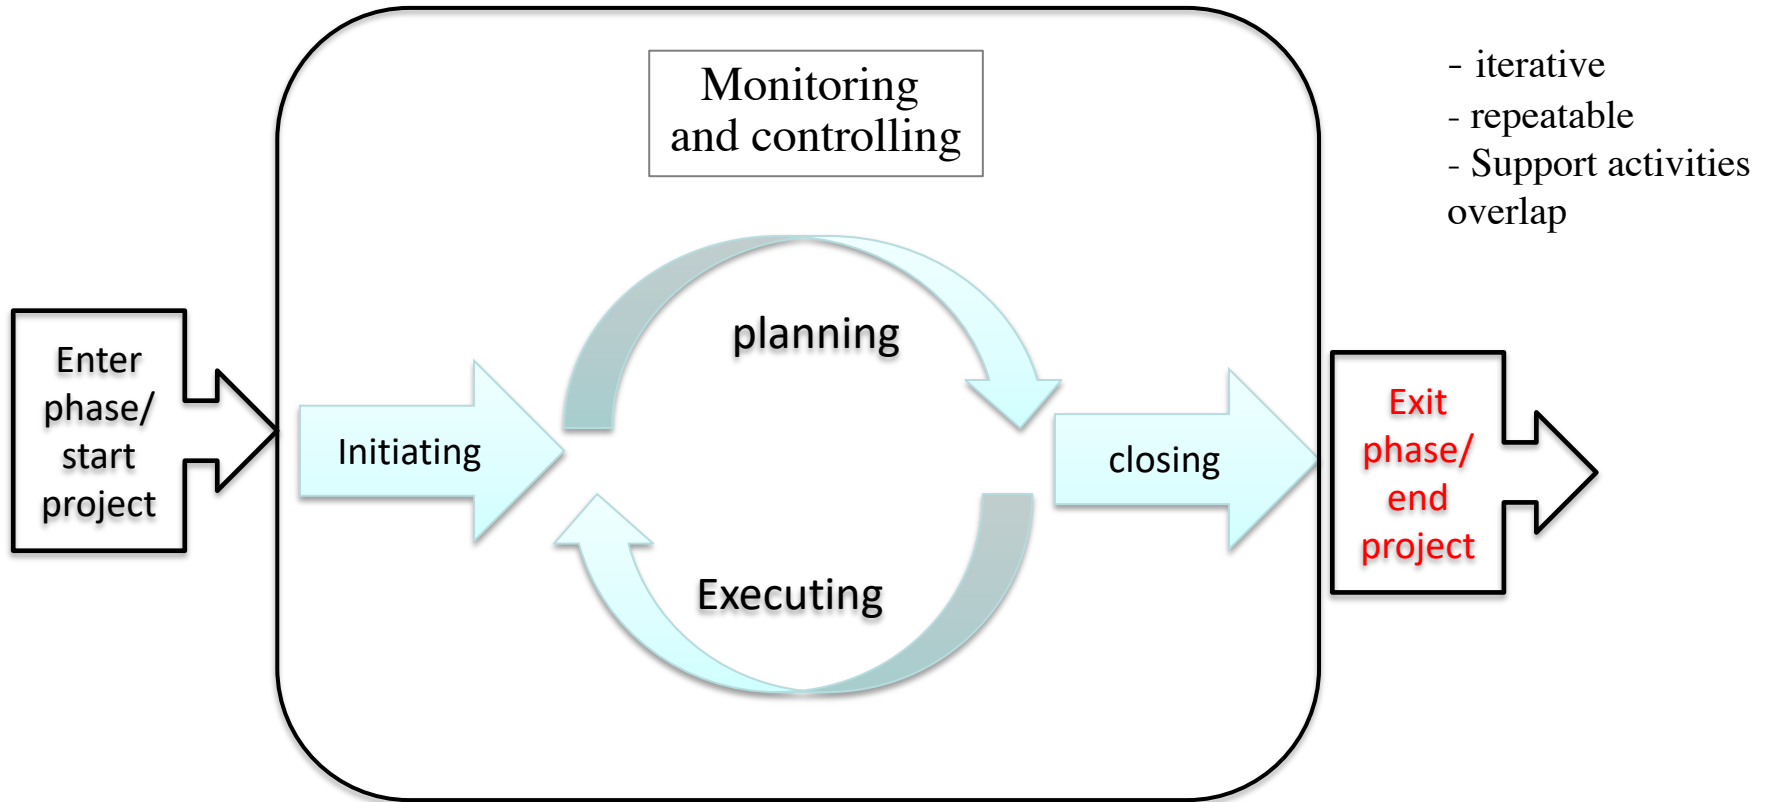 Monitoring
and controlling
- iterative
- repeatable
- Support activities
overlap
Enter
phase/
start
project
Initiating
planning
Executing
closing
Exit
phase/
end
project